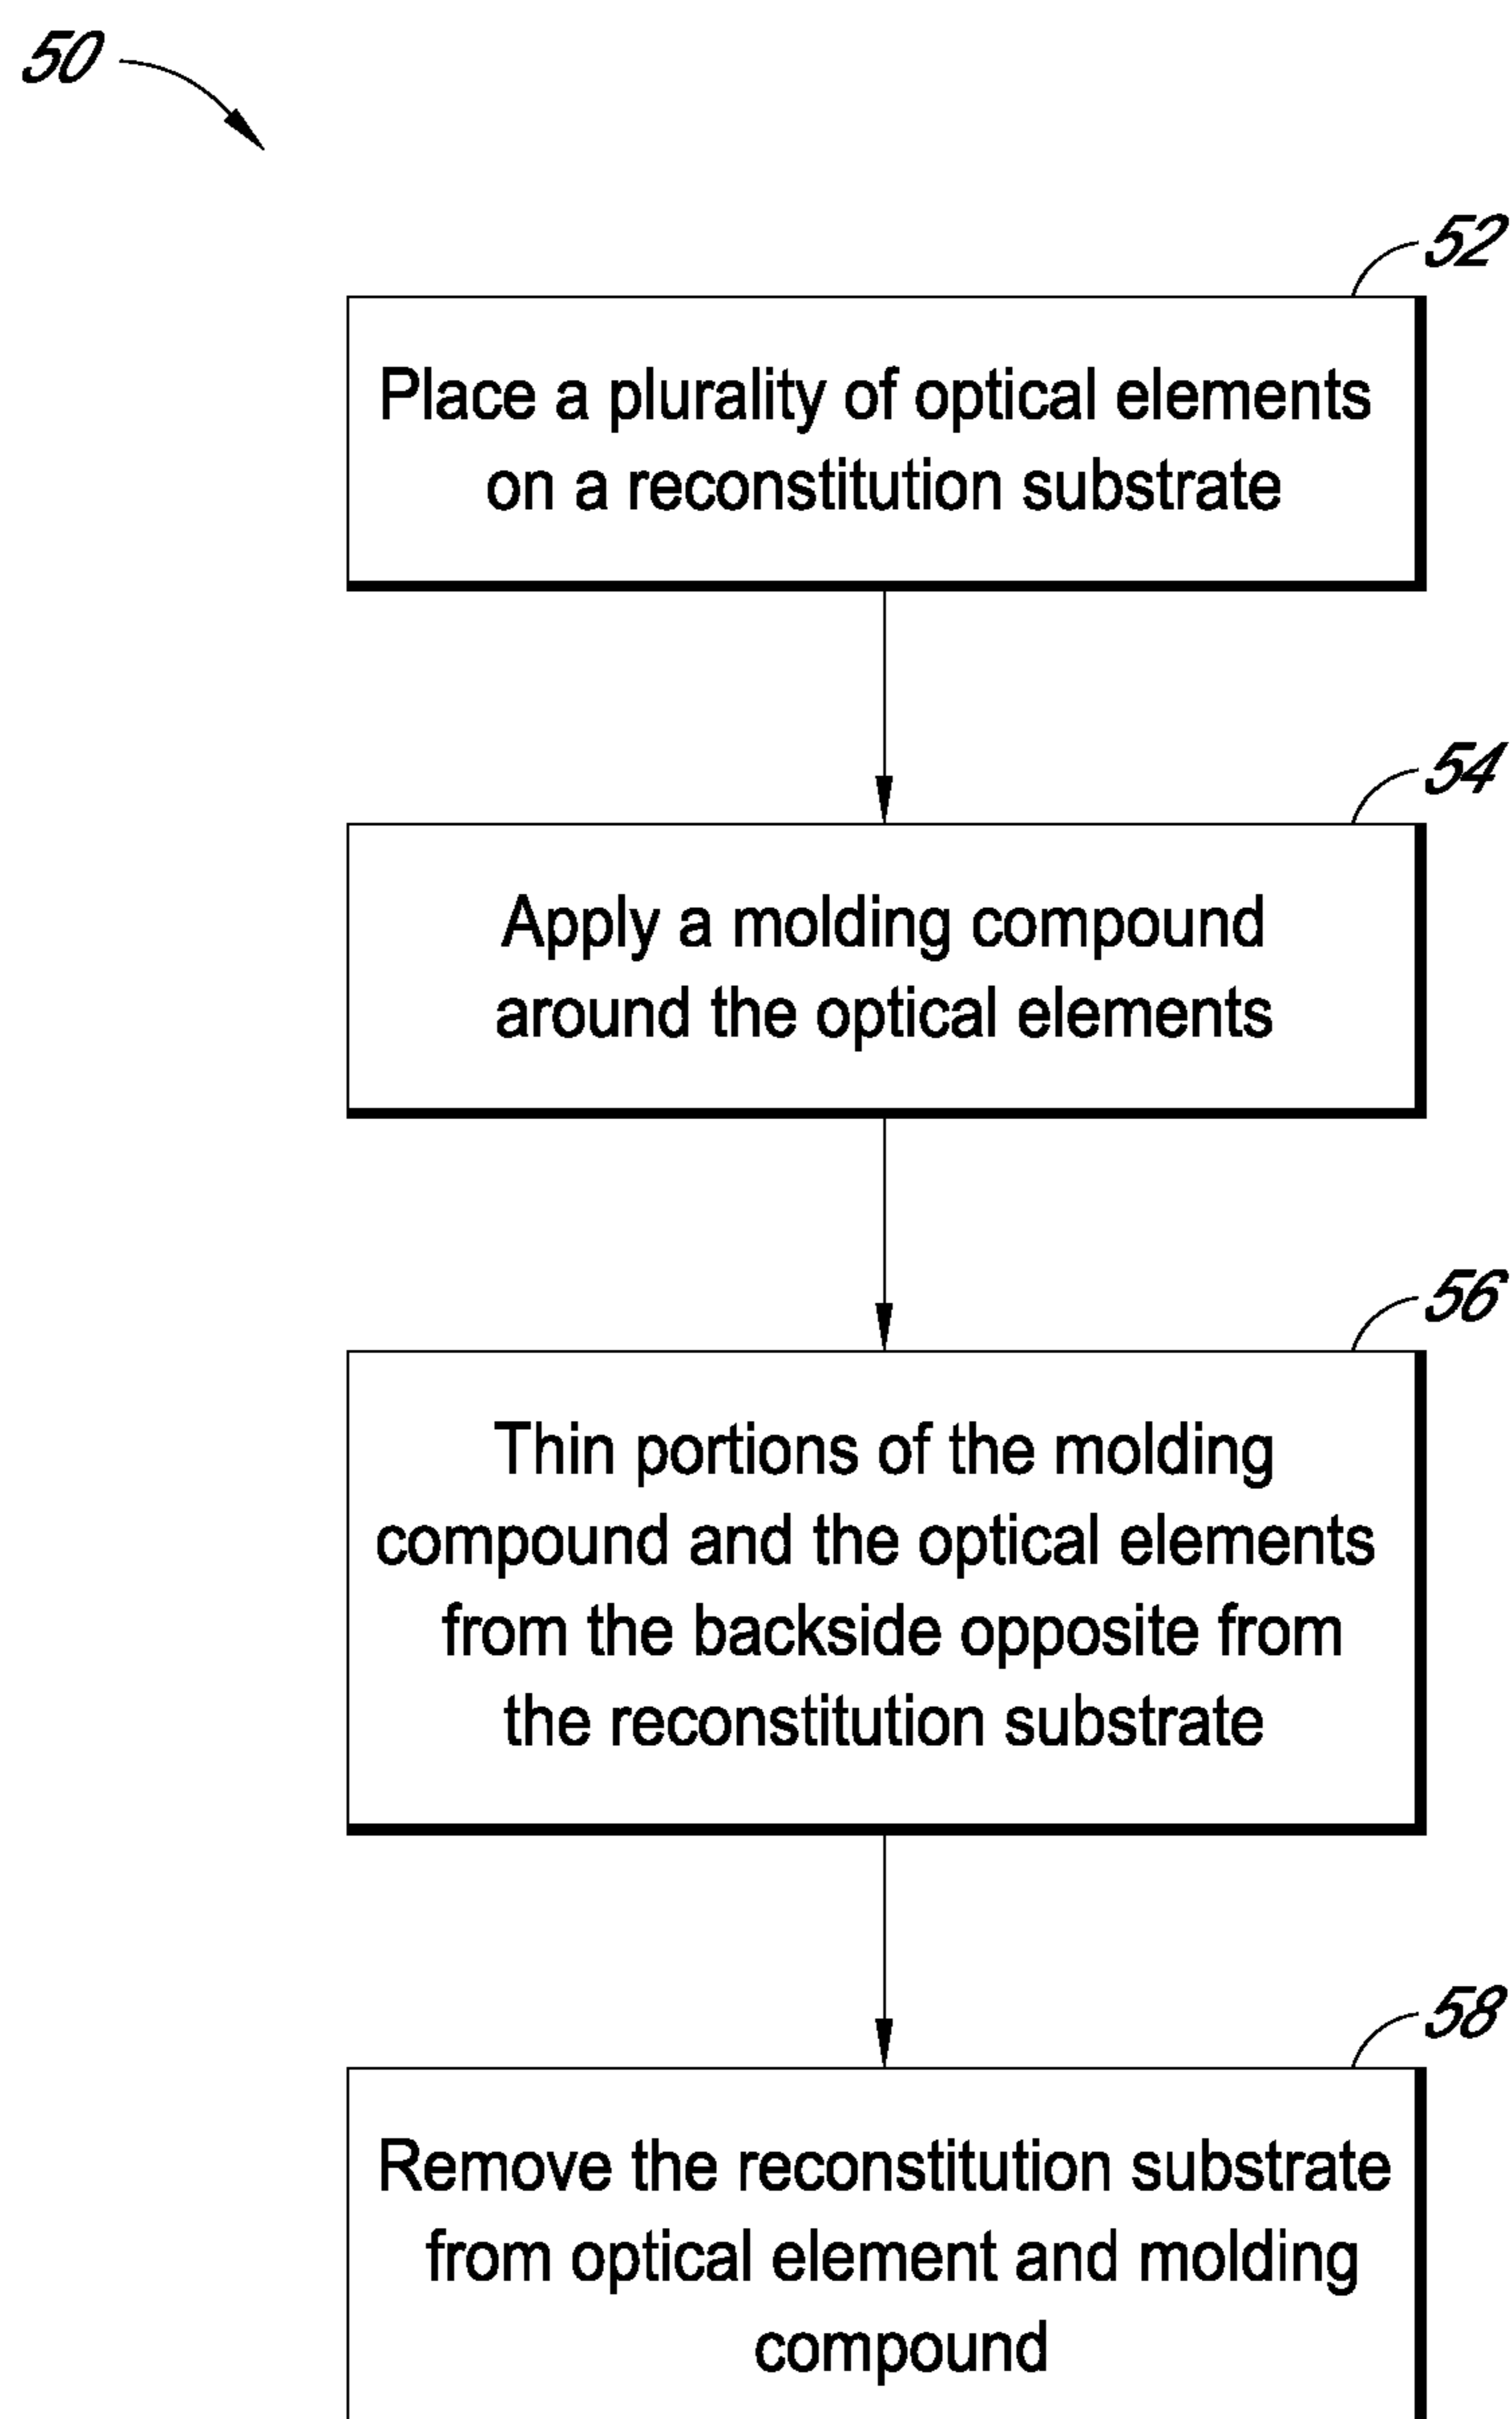 50
52
Place a plurality of optical elements
on a reconstitution substrate
54
Apply a molding compound
around the optical elements
56
Thin portions of the molding
compound and the optical elements
from the backside opposite from
the reconstitution substrate
58
Remove the reconstitution substrate
from optical element and molding
compound